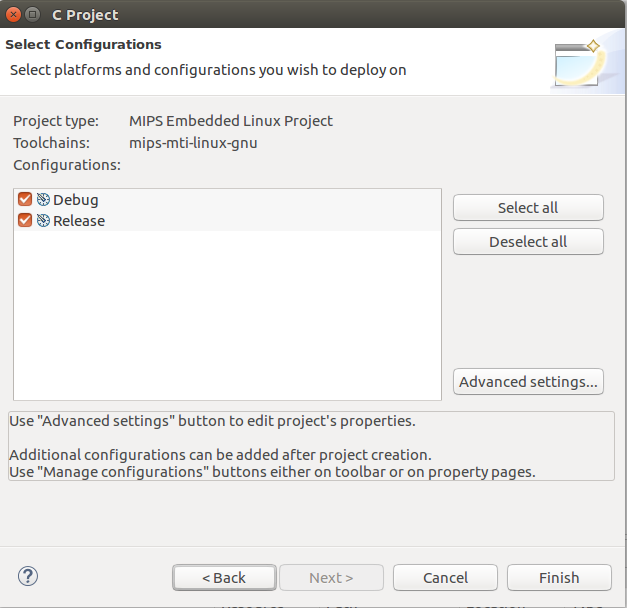 C Project
Select Configurations
Select platforms and configurations you wish to deploy on
Project type: MIPS Embedded Linux Project
Toolchains: mips-mti-linux-gnu
Configurations:
Debug
Release
Select all
Deselect all
Advanced settings...
Use "Advanced settings" button to edit project's properties.
Additional configurations can be added after project creation.
Use "Manage configurations" buttons either on toolbar or on property pages.
? < Back Next > Cancel Finish